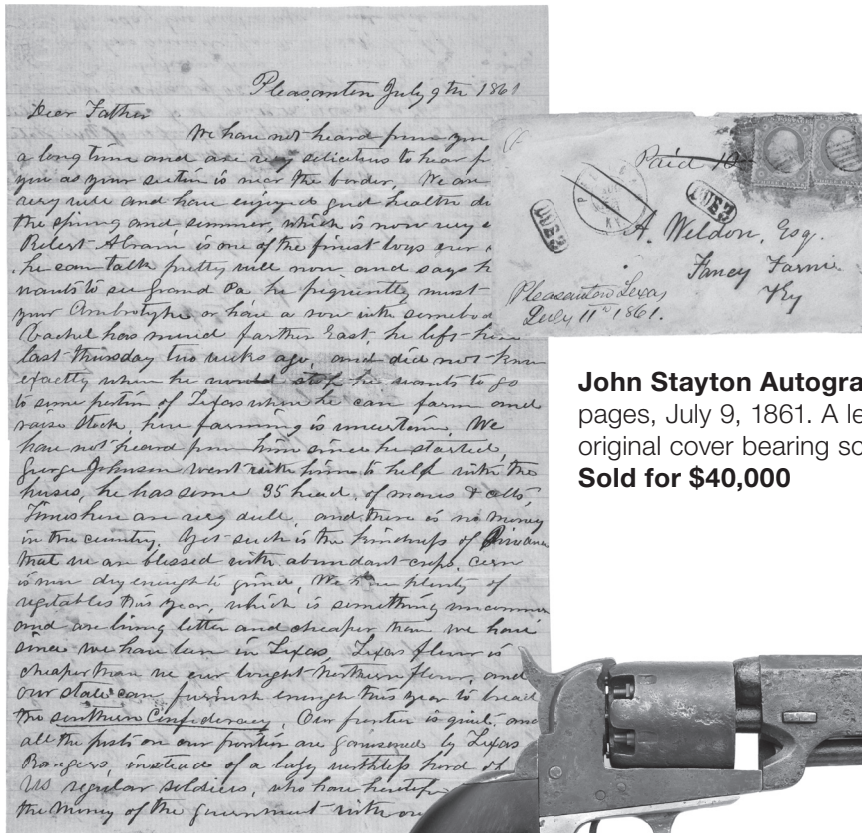 Pleasanton July 9th 1861
Dear Father
We have not heard from you
a long time and are very solicitus to hear
you as your section is near the border. We are
very well and have enjoyed good health
the spring and summer, which is now very
Robert Abram is one of the finest boys ever
he can talk pretty well now and says
wants to see Grand Pa he frequently must
your Ambrotype or have a row with
has moved farther East, he left here
last Thursday two weeks ago, and did not know
exactly where he would stop he wants to go
to some portion of Texas where he can farm and
raise stock, here farming is uncertain. We
have not heard from him since he started,
George Johnson went with him to help with the
horses, he has some 35 head, of mares & colts,
Times here are very dull, and there is no money
in the country. Yet such is the kindness of
that we are blessed with abundant crops, corn
is now dry enough to grind, We have plenty of
vegetables this year, which is something uncommon
and are living better and cheaper than we have
since we have been in Texas, Texas flour is
cheaper than we ever bought Northern flour, and
our state can furnish enough this year to bread
the southern Confederacy. Our frontier is quiet, and
all the posts on our frontier are garrisoned by Texas
Rangers, instead of a lazy worthless hord of
US regular soldiers, who have
the money of the government with
Paid 10
DUE 3
DUE 3
A. Weldon, Esq.
Fancy Farm
Ky
Pleasanton Texas
July 11th 1861.
John Stayton Autogra
pages, July 9, 1861. A le
original cover bearing sc
Sold for $40,000